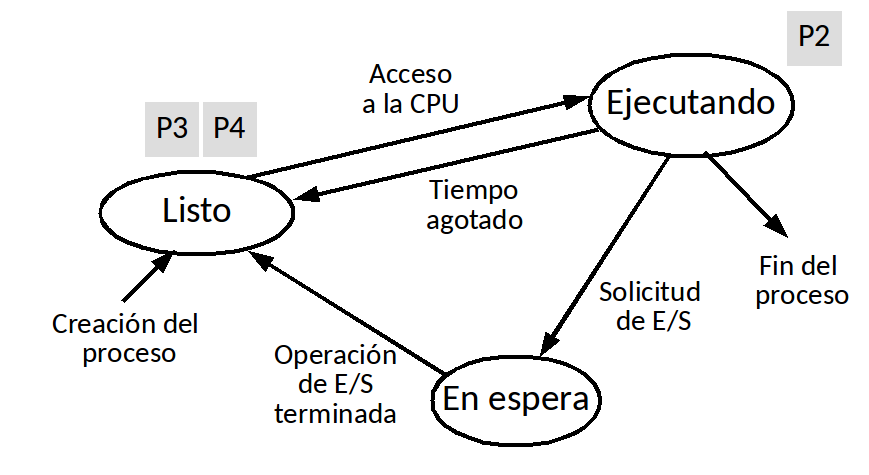 P2
Acceso
a la CPU
Ejecutando
P3 P4
Tiempo
agotado
Listo
Fin del
proceso
Solicitud
de E/S
Creación del
proceso
Operación
de E/S
terminada
En espera